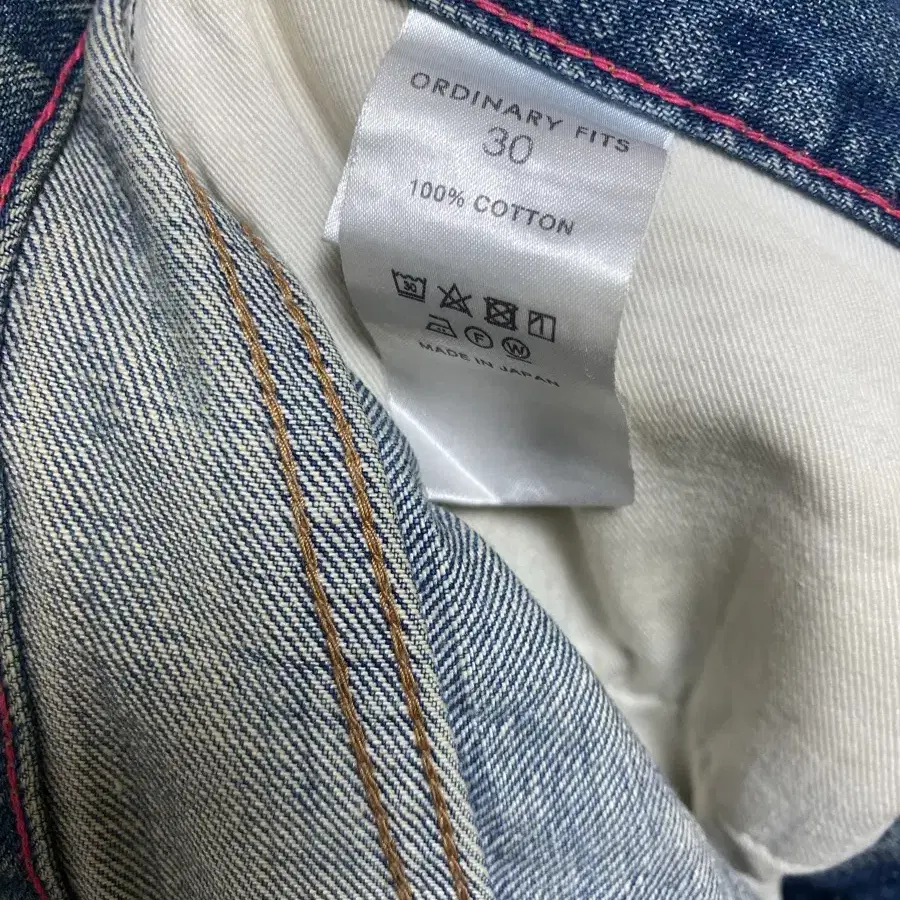 ORDINARY FITS
30
100% COTTON
30
F W
MADE IN JAPAN